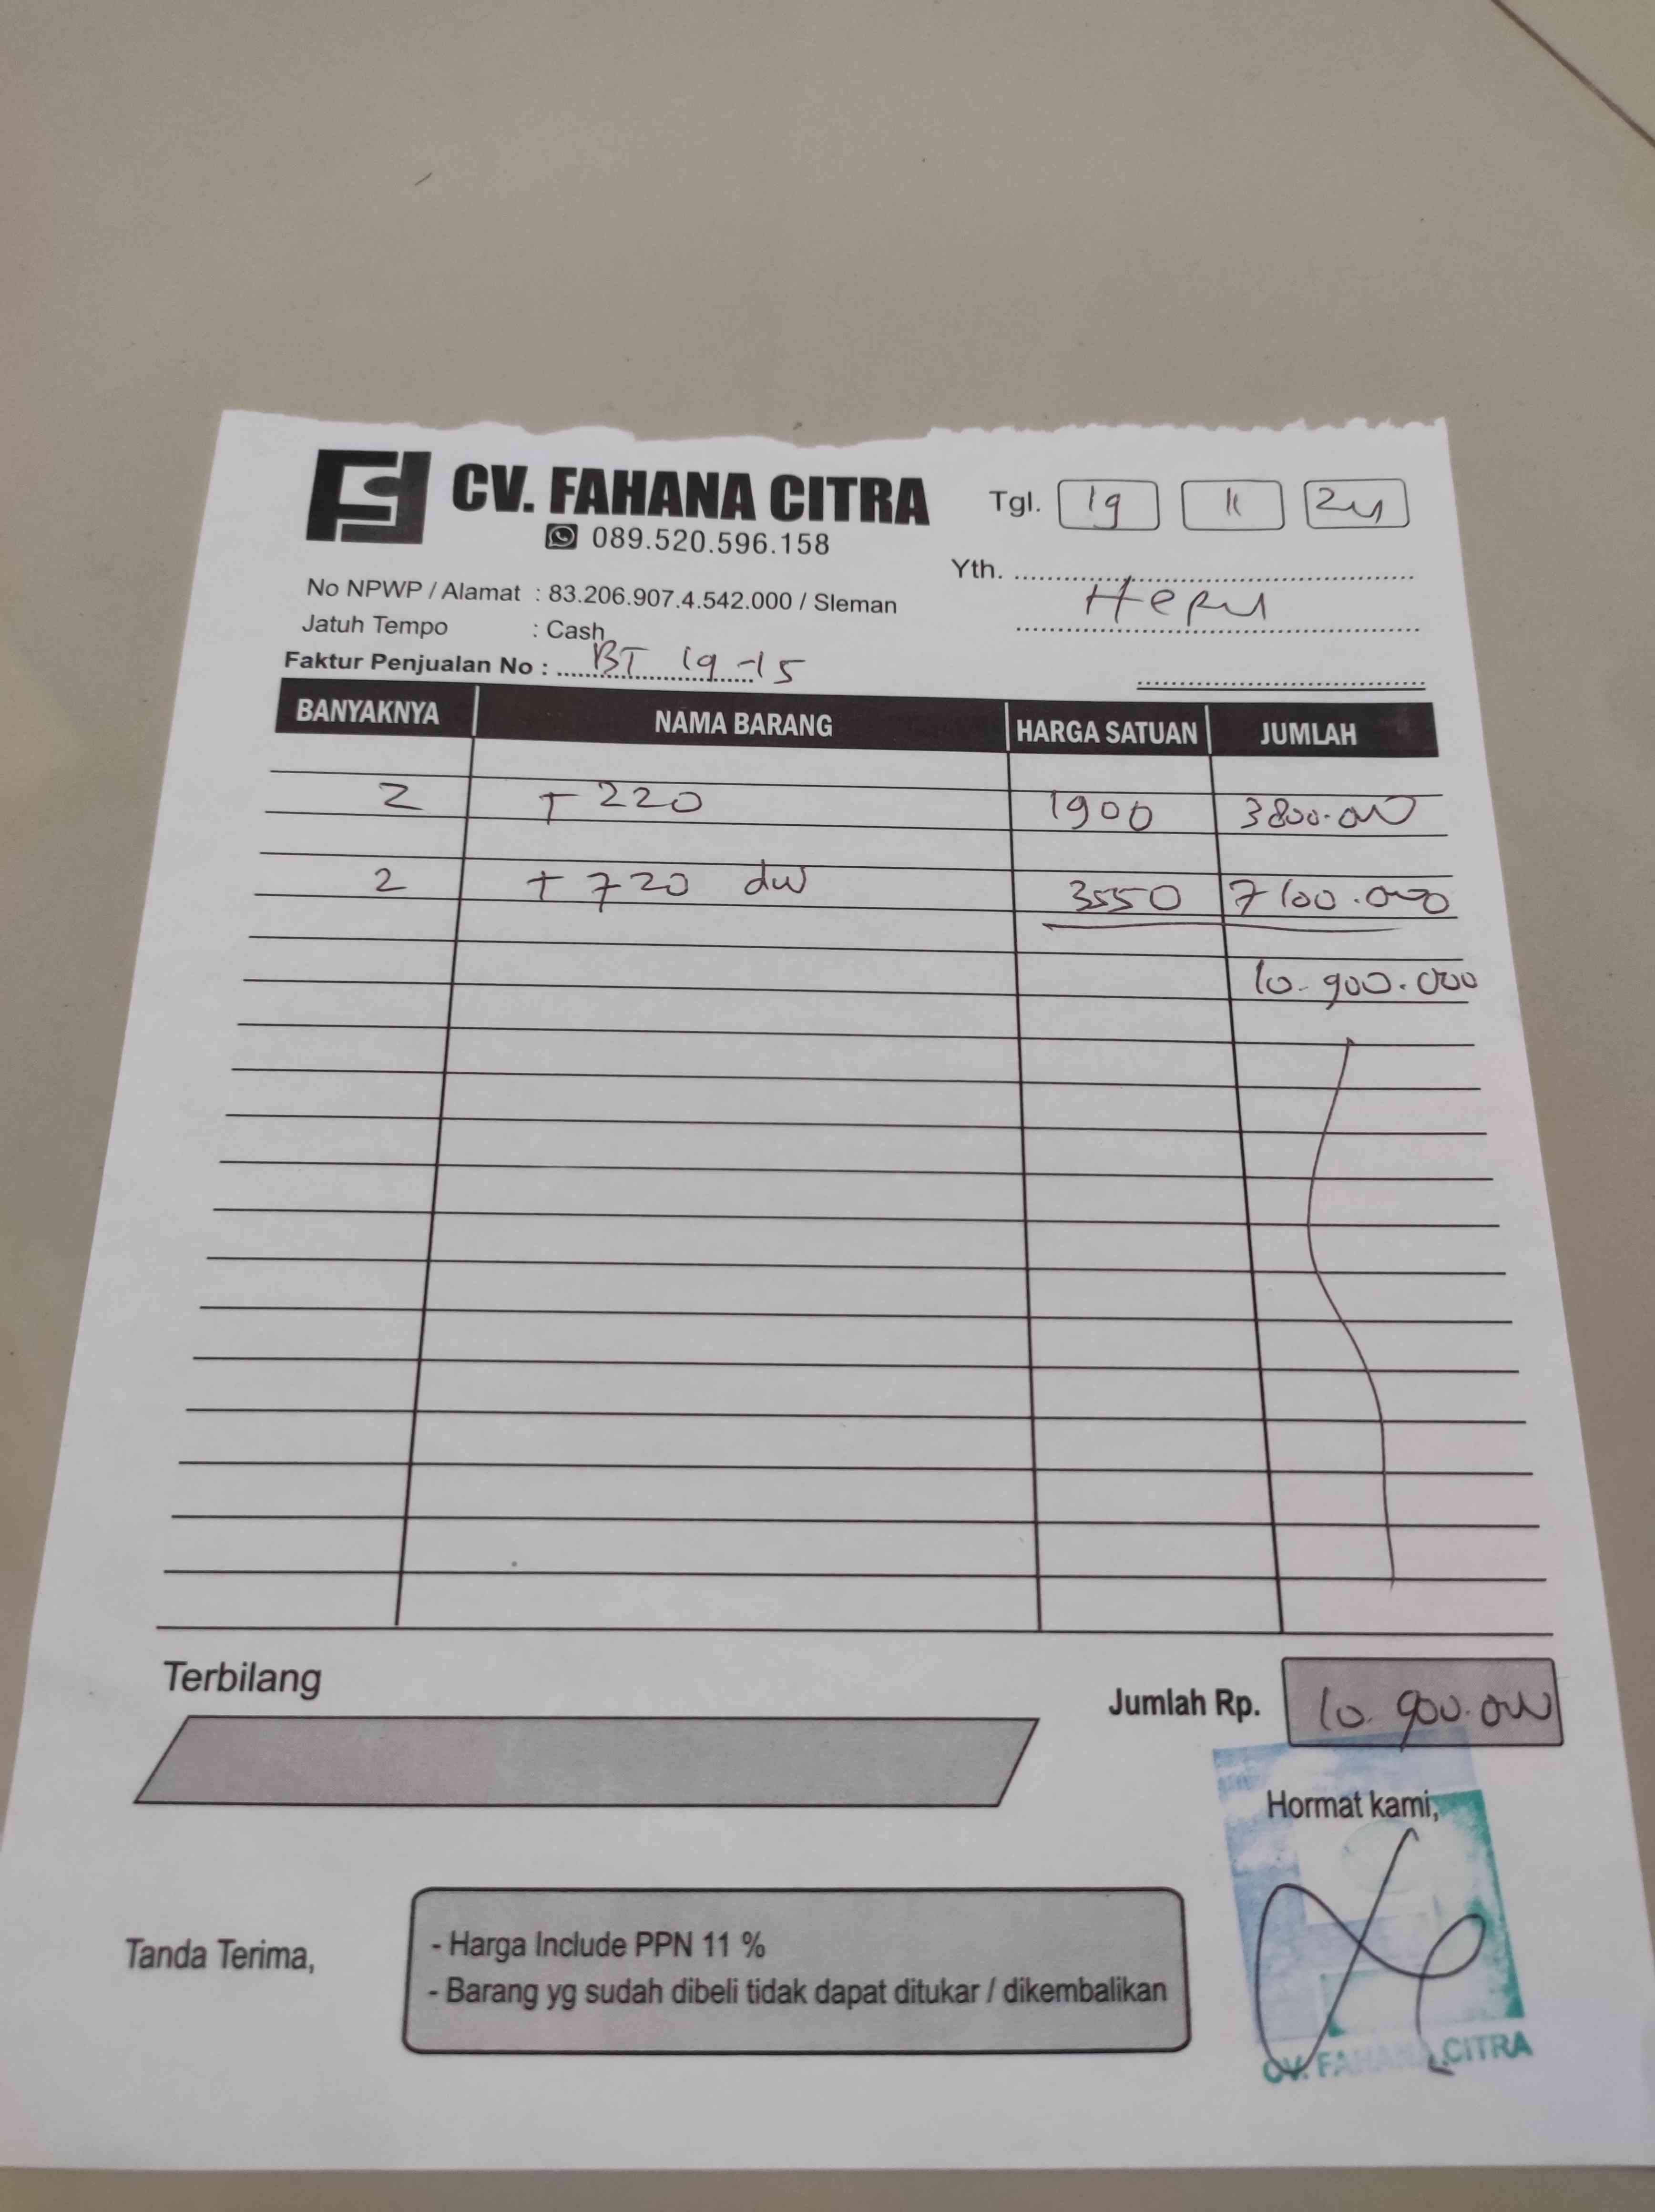 CV. FAHANA CITRA
089.520.596.158
Tgl. 19 11 24
Yth.
Heru
No NPWP / Alamat : 83.206.907.4.542.000 / Sleman
Jatuh Tempo : Cash
Faktur Penjualan No : BT 19-15
BANYAKNYA NAMA BARANG HARGA SATUAN JUMLAH
2 T 220 1900 3800.000
2 T 720 dw 3550 7100.000
10.900.000
Terbilang
Jumlah Rp. 10.900.000
Hormat kami,
Tanda Terima,
- Harga Include PPN 11 %
- Barang yg sudah dibeli tidak dapat ditukar / dikembalikan
CV. FAHANA CITRA